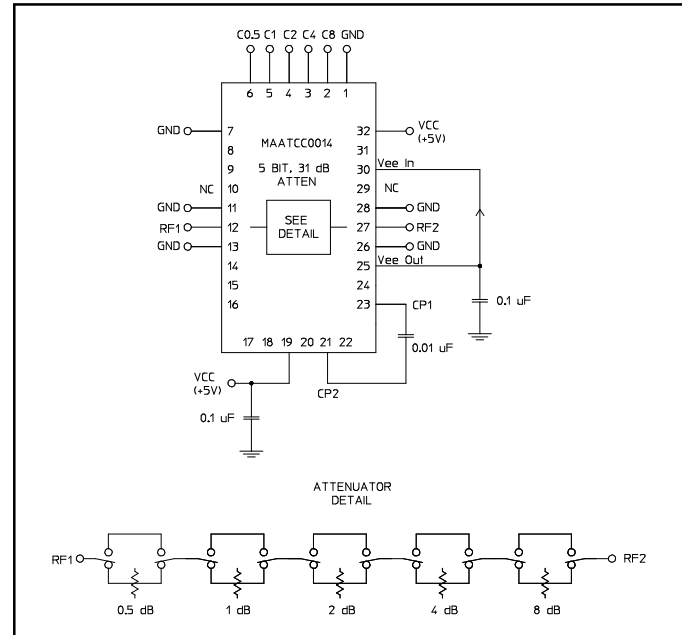 C0.5 C1 C2 C4 C8 GND
6 5 4 3 2 1
GND 7 32 VCC
(+5V)
MAATCC0014
8 31
9 5 BIT, 31 dB 30 Vee In
ATTEN
NC 10 29 NC
GND 11 28 GND
RF1 12 SEE 27 RF2
DETAIL
GND 13 26 GND
14 25 Vee Out
15 24
16 23 CP1
0.1 uF
17 18 19 20 21 22
0.01 uF
VCC
(+5V)
CP2
0.1 uF
ATTENUATOR
DETAIL
RF1 RF2
0.5 dB 1 dB 2 dB 4 dB 8 dB